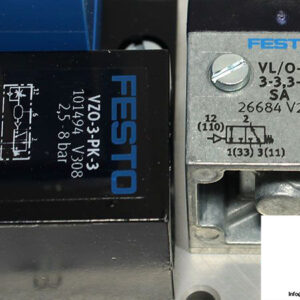 FESTO
VZO-3-PK-3
101494 V308
2,5-8 bar
FESTO
VL/O-
3-3,3-
SA
26684 V2
12 2
(110)
1(33) 3(11)